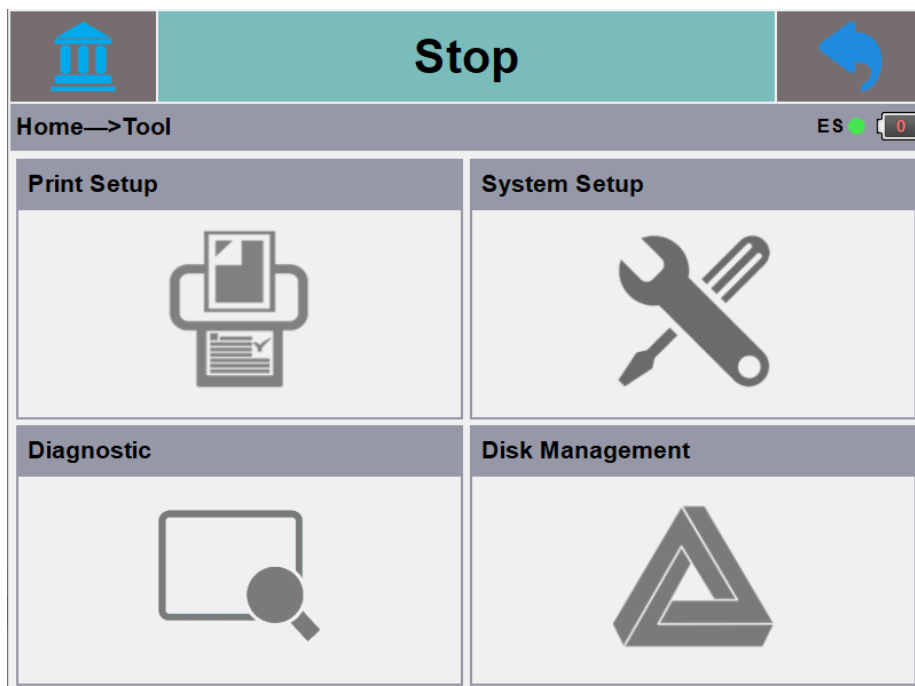 Stop
Home—>Tool
ES 0
Print Setup
System Setup
Diagnostic
Disk Management